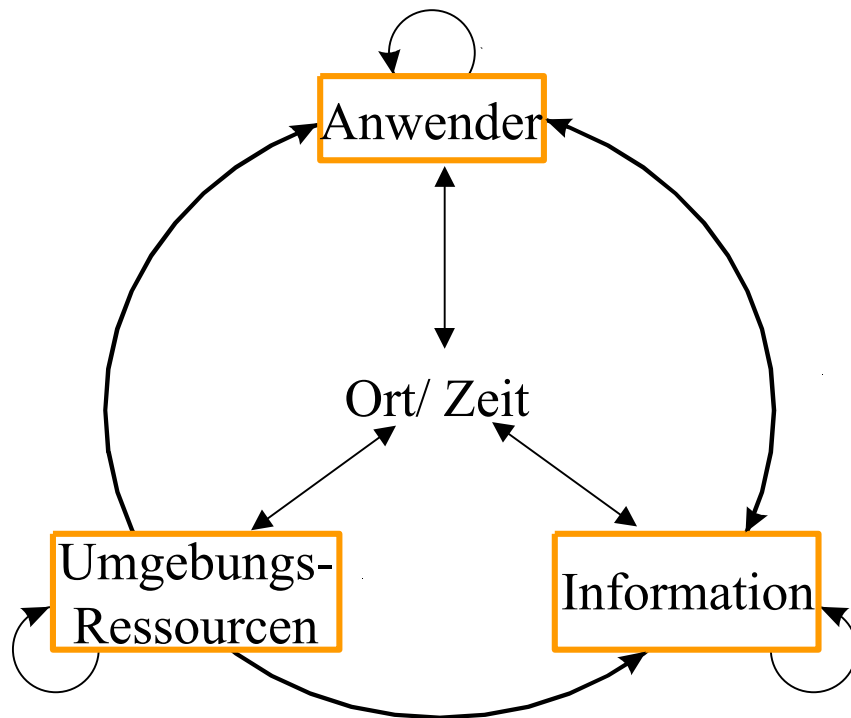 Anwender
Ort/ Zeit
Umgebungs-
Ressourcen
Information